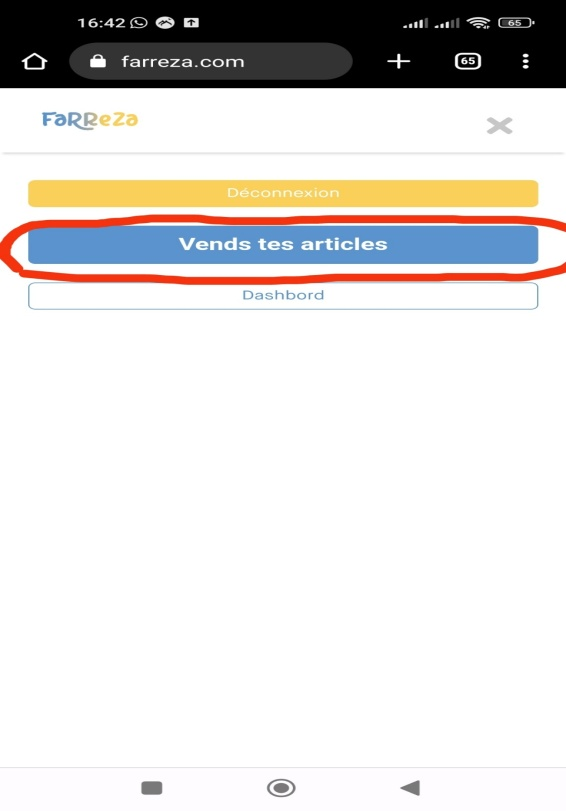 16:42
65
farreza.com
65
FaRReza
Déconnexion
Vends tes articles
Dashbord